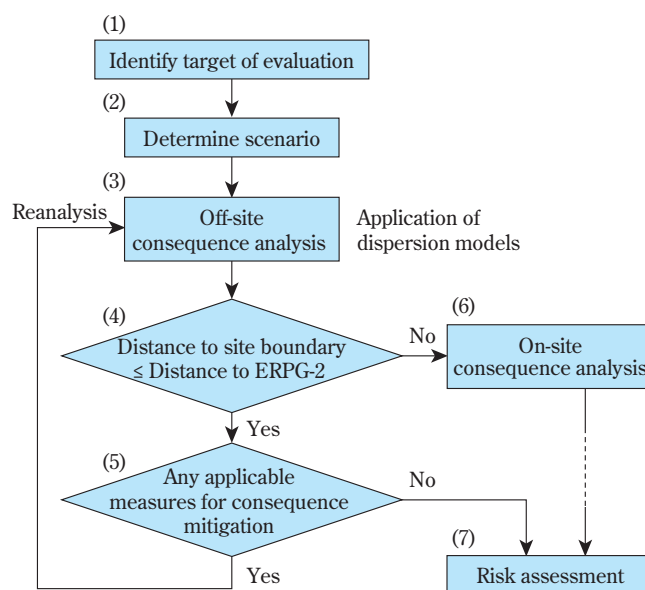 (1)
Identify target of evaluation
(2)
Determine scenario
(3)
Reanalysis
Off-site
consequence analysis
Application of
dispersion models
(4)
Distance to site boundary
≤ Distance to ERPG-2
No
(6)
On-site
consequence analysis
Yes
(5)
Any applicable
measures for consequence
mitigation
No
Yes
(7)
Risk assessment